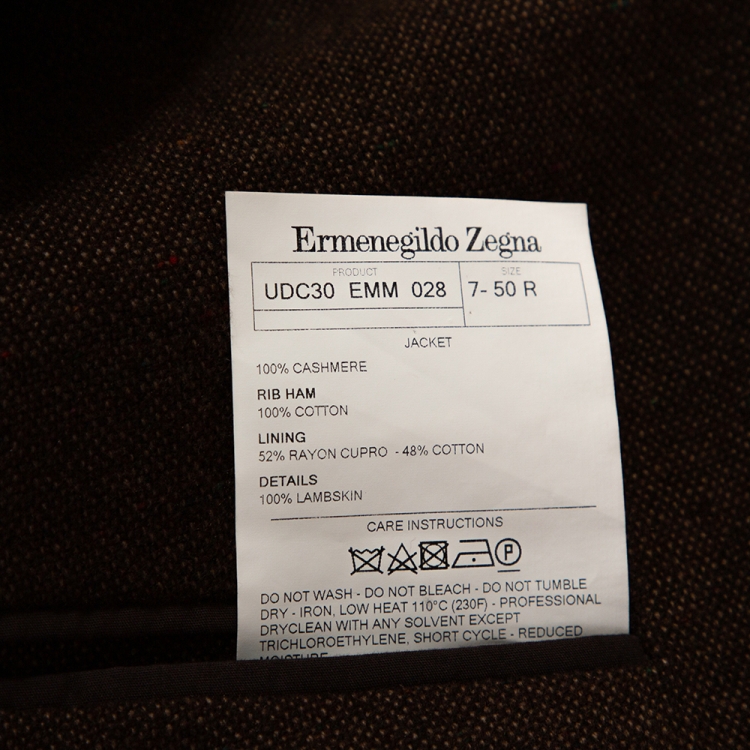 Ermenegildo Zegna
PRODUCT SIZE
UDC30 EMM 028 7- 50 R
JACKET
100% CASHMERE
RIB HAM
100% COTTON
LINING
52% RAYON CUPRO - 48% COTTON
DETAILS
100% LAMBSKIN
CARE INSTRUCTIONS
P
DO NOT WASH - DO NOT BLEACH - DO NOT TUMBLE
DRY - IRON, LOW HEAT 110°C (230F) - PROFESSIONAL
DRYCLEAN WITH ANY SOLVENT EXCEPT
TRICHLOROETHYLENE, SHORT CYCLE - REDUCED
MOISTURE